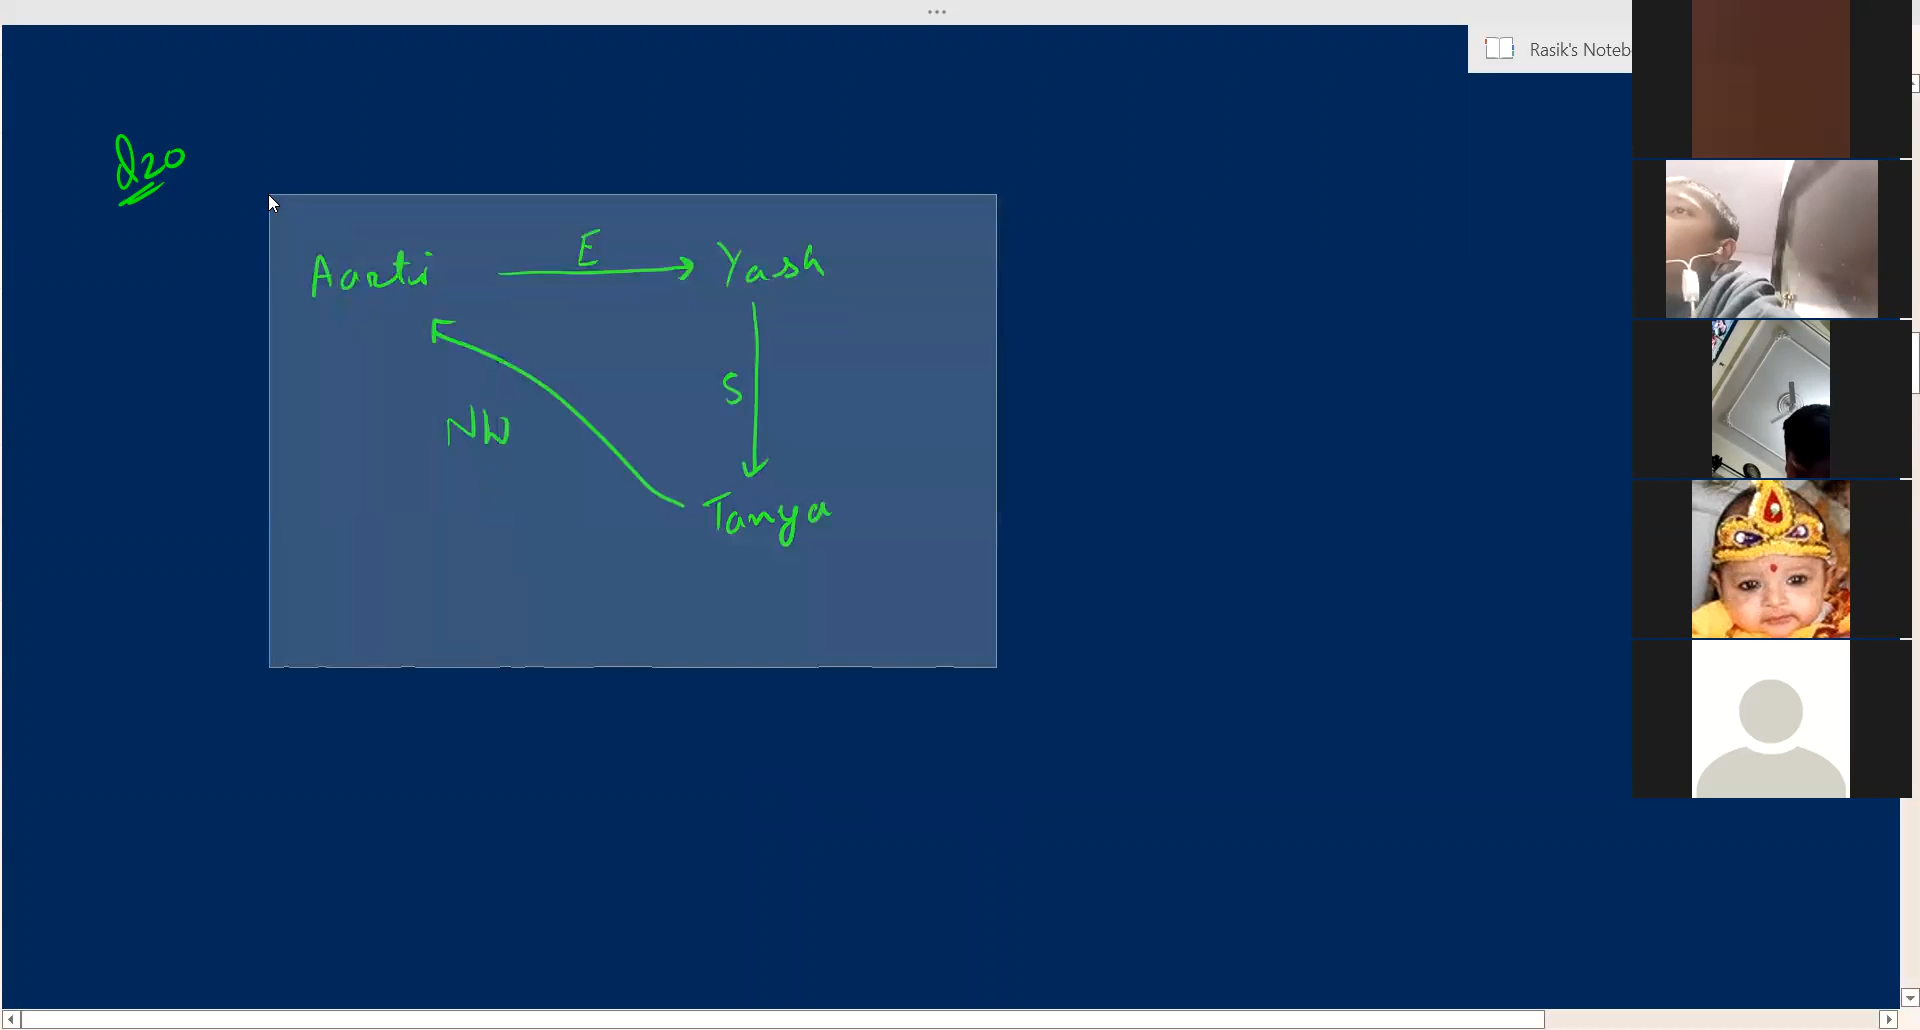 Rasik's Noteb
Q20
Aarti
E
Yash
S
NW
Tanya